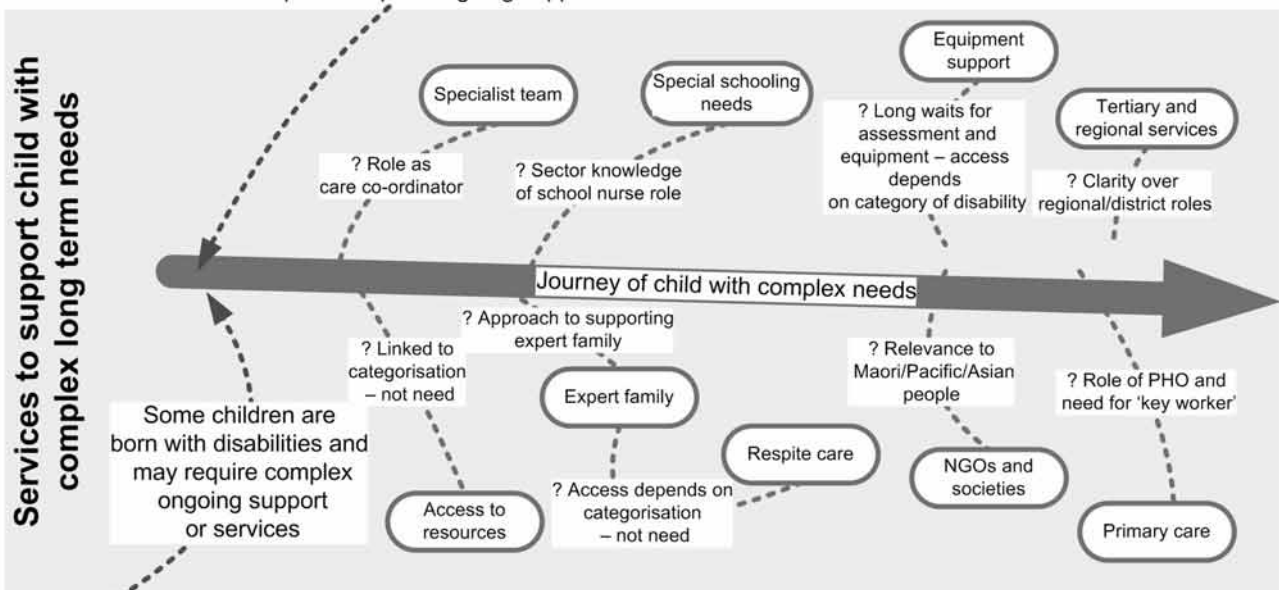 Services to support child with
complex long term needs
Specialist team
? Role as
care co-ordinator
Special schooling
needs
? Sector knowledge
of school nurse role
Equipment
support
? Long waits for
assessment and
equipment – access
depends
on category of disability
Tertiary and
regional services
? Clarity over
regional/district roles
Journey of child with complex needs
Some children are
born with disabilities and
may require complex
ongoing support
or services
? Linked to
categorisation
– not need
Access to
resources
? Approach to supporting
expert family
Expert family
? Access depends on
categorisation
– not need
Respite care
? Relevance to
Maori/Pacific/Asian
people
NGOs and
societies
? Role of PHO and
need for ‘key worker’
Primary care